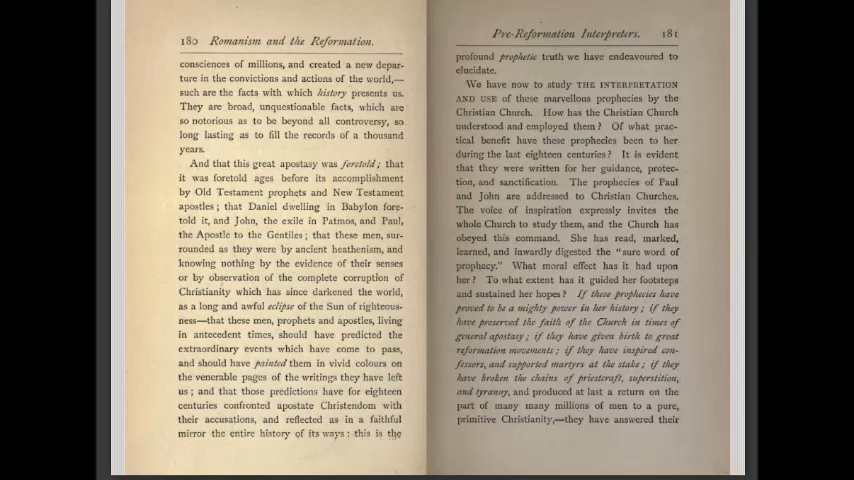 180 Romanism and the Reformation.
consciences of millions, and created a new depar-
ture in the convictions and actions of the world,—
such are the facts with which history presents us.
They are broad, unquestionable facts, which are
so notorious as to be beyond all controversy, so
long lasting as to fill the records of a thousand
years.
And that this great apostasy was foretold; that
it was foretold ages before its accomplishment
by Old Testament prophets and New Testament
apostles; that Daniel dwelling in Babylon fore-
told it, and John, the exile in Patmos, and Paul,
the Apostle to the Gentiles; that these men, sur-
rounded as they were by ancient heathenism, and
knowing nothing by the evidence of their senses
or by observation of the complete corruption of
Christianity which has since darkened the world,
as a long and awful eclipse of the Sun of righteous-
ness—that these men, prophets and apostles, living
in antecedent times, should have predicted the
extraordinary events which have come to pass,
and should have painted them in vivid colours on
the venerable pages of the writings they have left
us; and that those predictions have for eighteen
centuries confronted apostate Christendom with
their accusations, and reflected as in a faithful
mirror the entire history of its ways: this is the
Pre-Reformation Interpreters. 181
profound prophetic truth we have endeavoured to
elucidate.
We have now to study THE INTERPRETATION
AND USE of these marvellous prophecies by the
Christian Church. How has the Christian Church
understood and employed them? Of what prac-
tical benefit have these prophecies been to her
during the last eighteen centuries? It is evident
that they were written for her guidance, protec-
tion, and sanctification. The prophecies of Paul
and John are addressed to Christian Churches.
The voice of inspiration expressly invites the
whole Church to study them, and the Church has
obeyed this command. She has read, marked,
learned, and inwardly digested the "sure word of
prophecy." What moral effect has it had upon
her? To what extent has it guided her footsteps
and sustained her hopes? If these prophecies have
proved to be a mighty power in her history; if they
have preserved the faith of the Church in times of
general apostasy; if they have given birth to great
reformation movements; if they have inspired con-
fessors, and supported martyrs at the stake; if they
have broken the chains of priestcraft, superstition,
and tyranny, and produced at last a return on the
part of many many millions of men to a pure,
primitive Christianity,—they have answered their